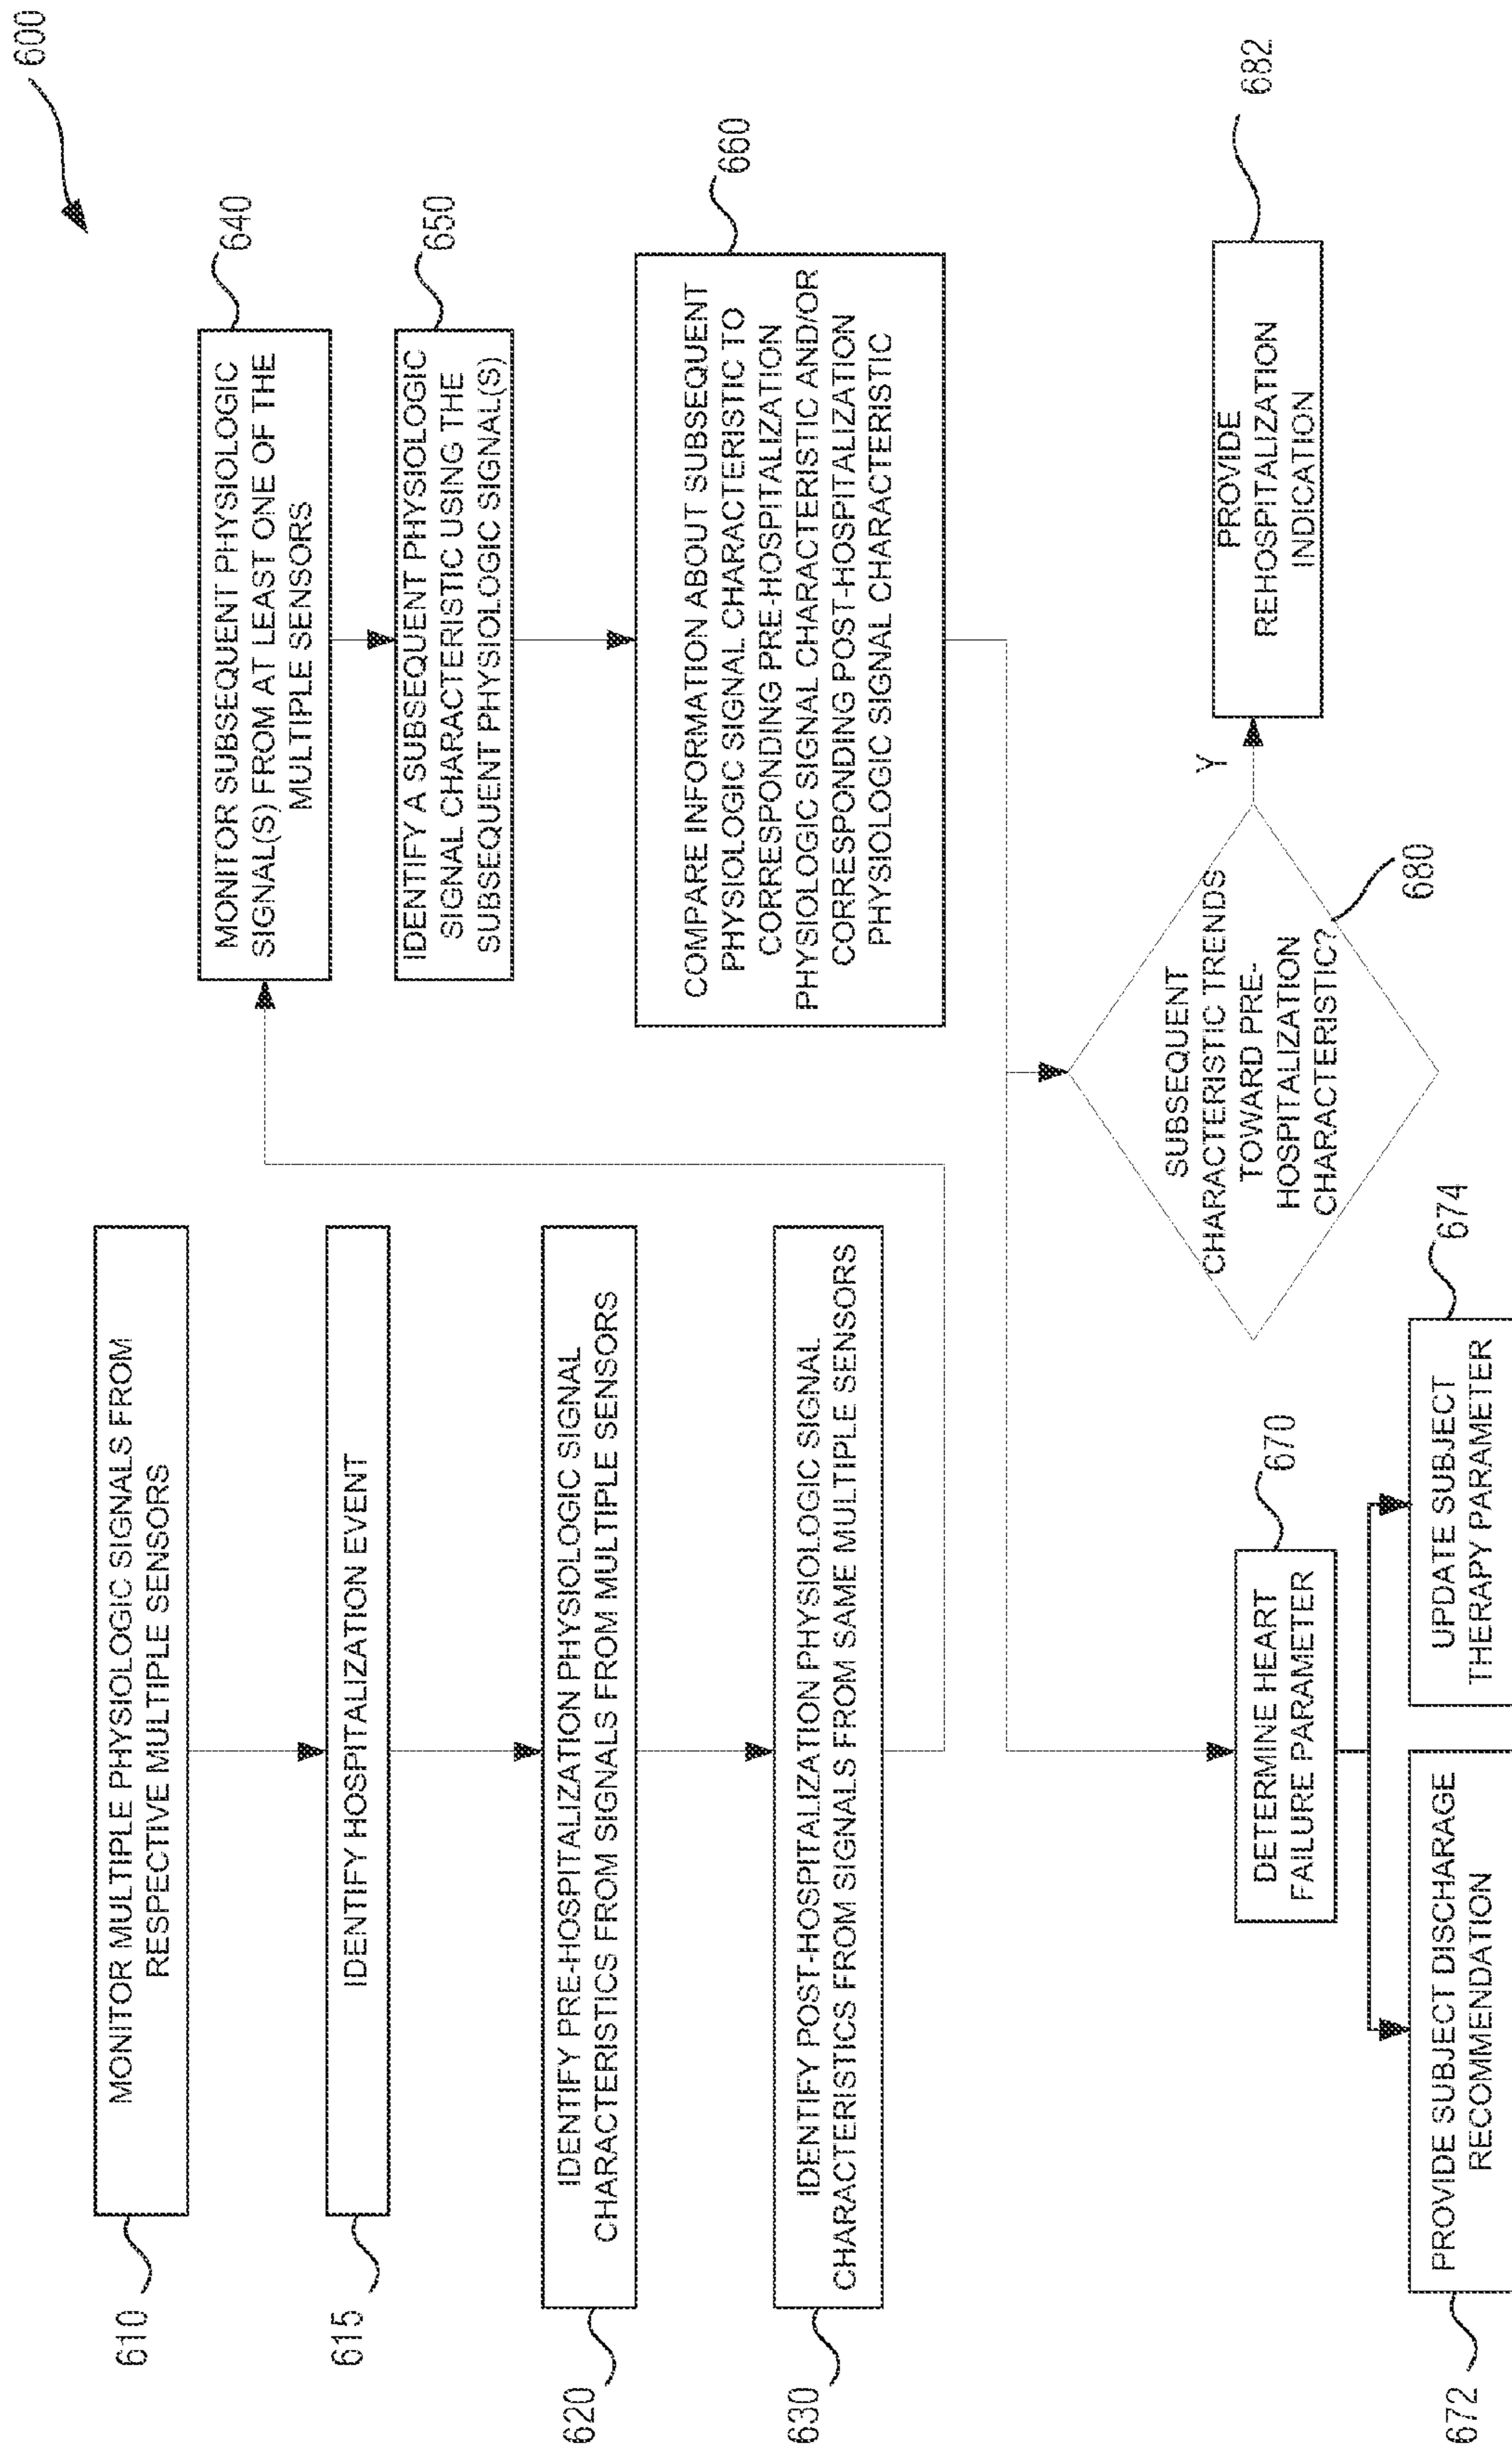 600
610
MONITOR MULTIPLE PHYSIOLOGIC SIGNALS FROM
RESPECTIVE MULTIPLE SENSORS
615
IDENTIFY HOSPITALIZATION EVENT
620
IDENTIFY PRE-HOSPITALIZATION PHYSIOLOGIC SIGNAL
CHARACTERISTICS FROM SIGNALS FROM MULTIPLE SENSORS
630
IDENTIFY POST-HOSPITALIZATION PHYSIOLOGIC SIGNAL
CHARACTERISTICS FROM SIGNALS FROM SAME MULTIPLE SENSORS
640
MONITOR SUBSEQUENT PHYSIOLOGIC
SIGNAL(S) FROM AT LEAST ONE OF THE
MULTIPLE SENSORS
650
IDENTIFY A SUBSEQUENT PHYSIOLOGIC
SIGNAL CHARACTERISTIC USING THE
SUBSEQUENT PHYSIOLOGIC SIGNAL(S)
660
COMPARE INFORMATION ABOUT SUBSEQUENT
PHYSIOLOGIC SIGNAL CHARACTERISTIC TO
CORRESPONDING PRE-HOSPITALIZATION
PHYSIOLOGIC SIGNAL CHARACTERISTIC AND/OR
CORRESPONDING POST-HOSPITALIZATION
PHYSIOLOGIC SIGNAL CHARACTERISTIC
670
DETERMINE HEART
FAILURE PARAMETER
672
PROVIDE SUBJECT DISCHARAGE
RECOMMENDATION
674
UPDATE SUBJECT
THERAPY PARAMETER
680
SUBSEQUENT
CHARACTERISTIC TRENDS
TOWARD PRE-
HOSPITALIZATION
CHARACTERISTIC?
Y
682
PROVIDE
REHOSPITALIZATION
INDICATION